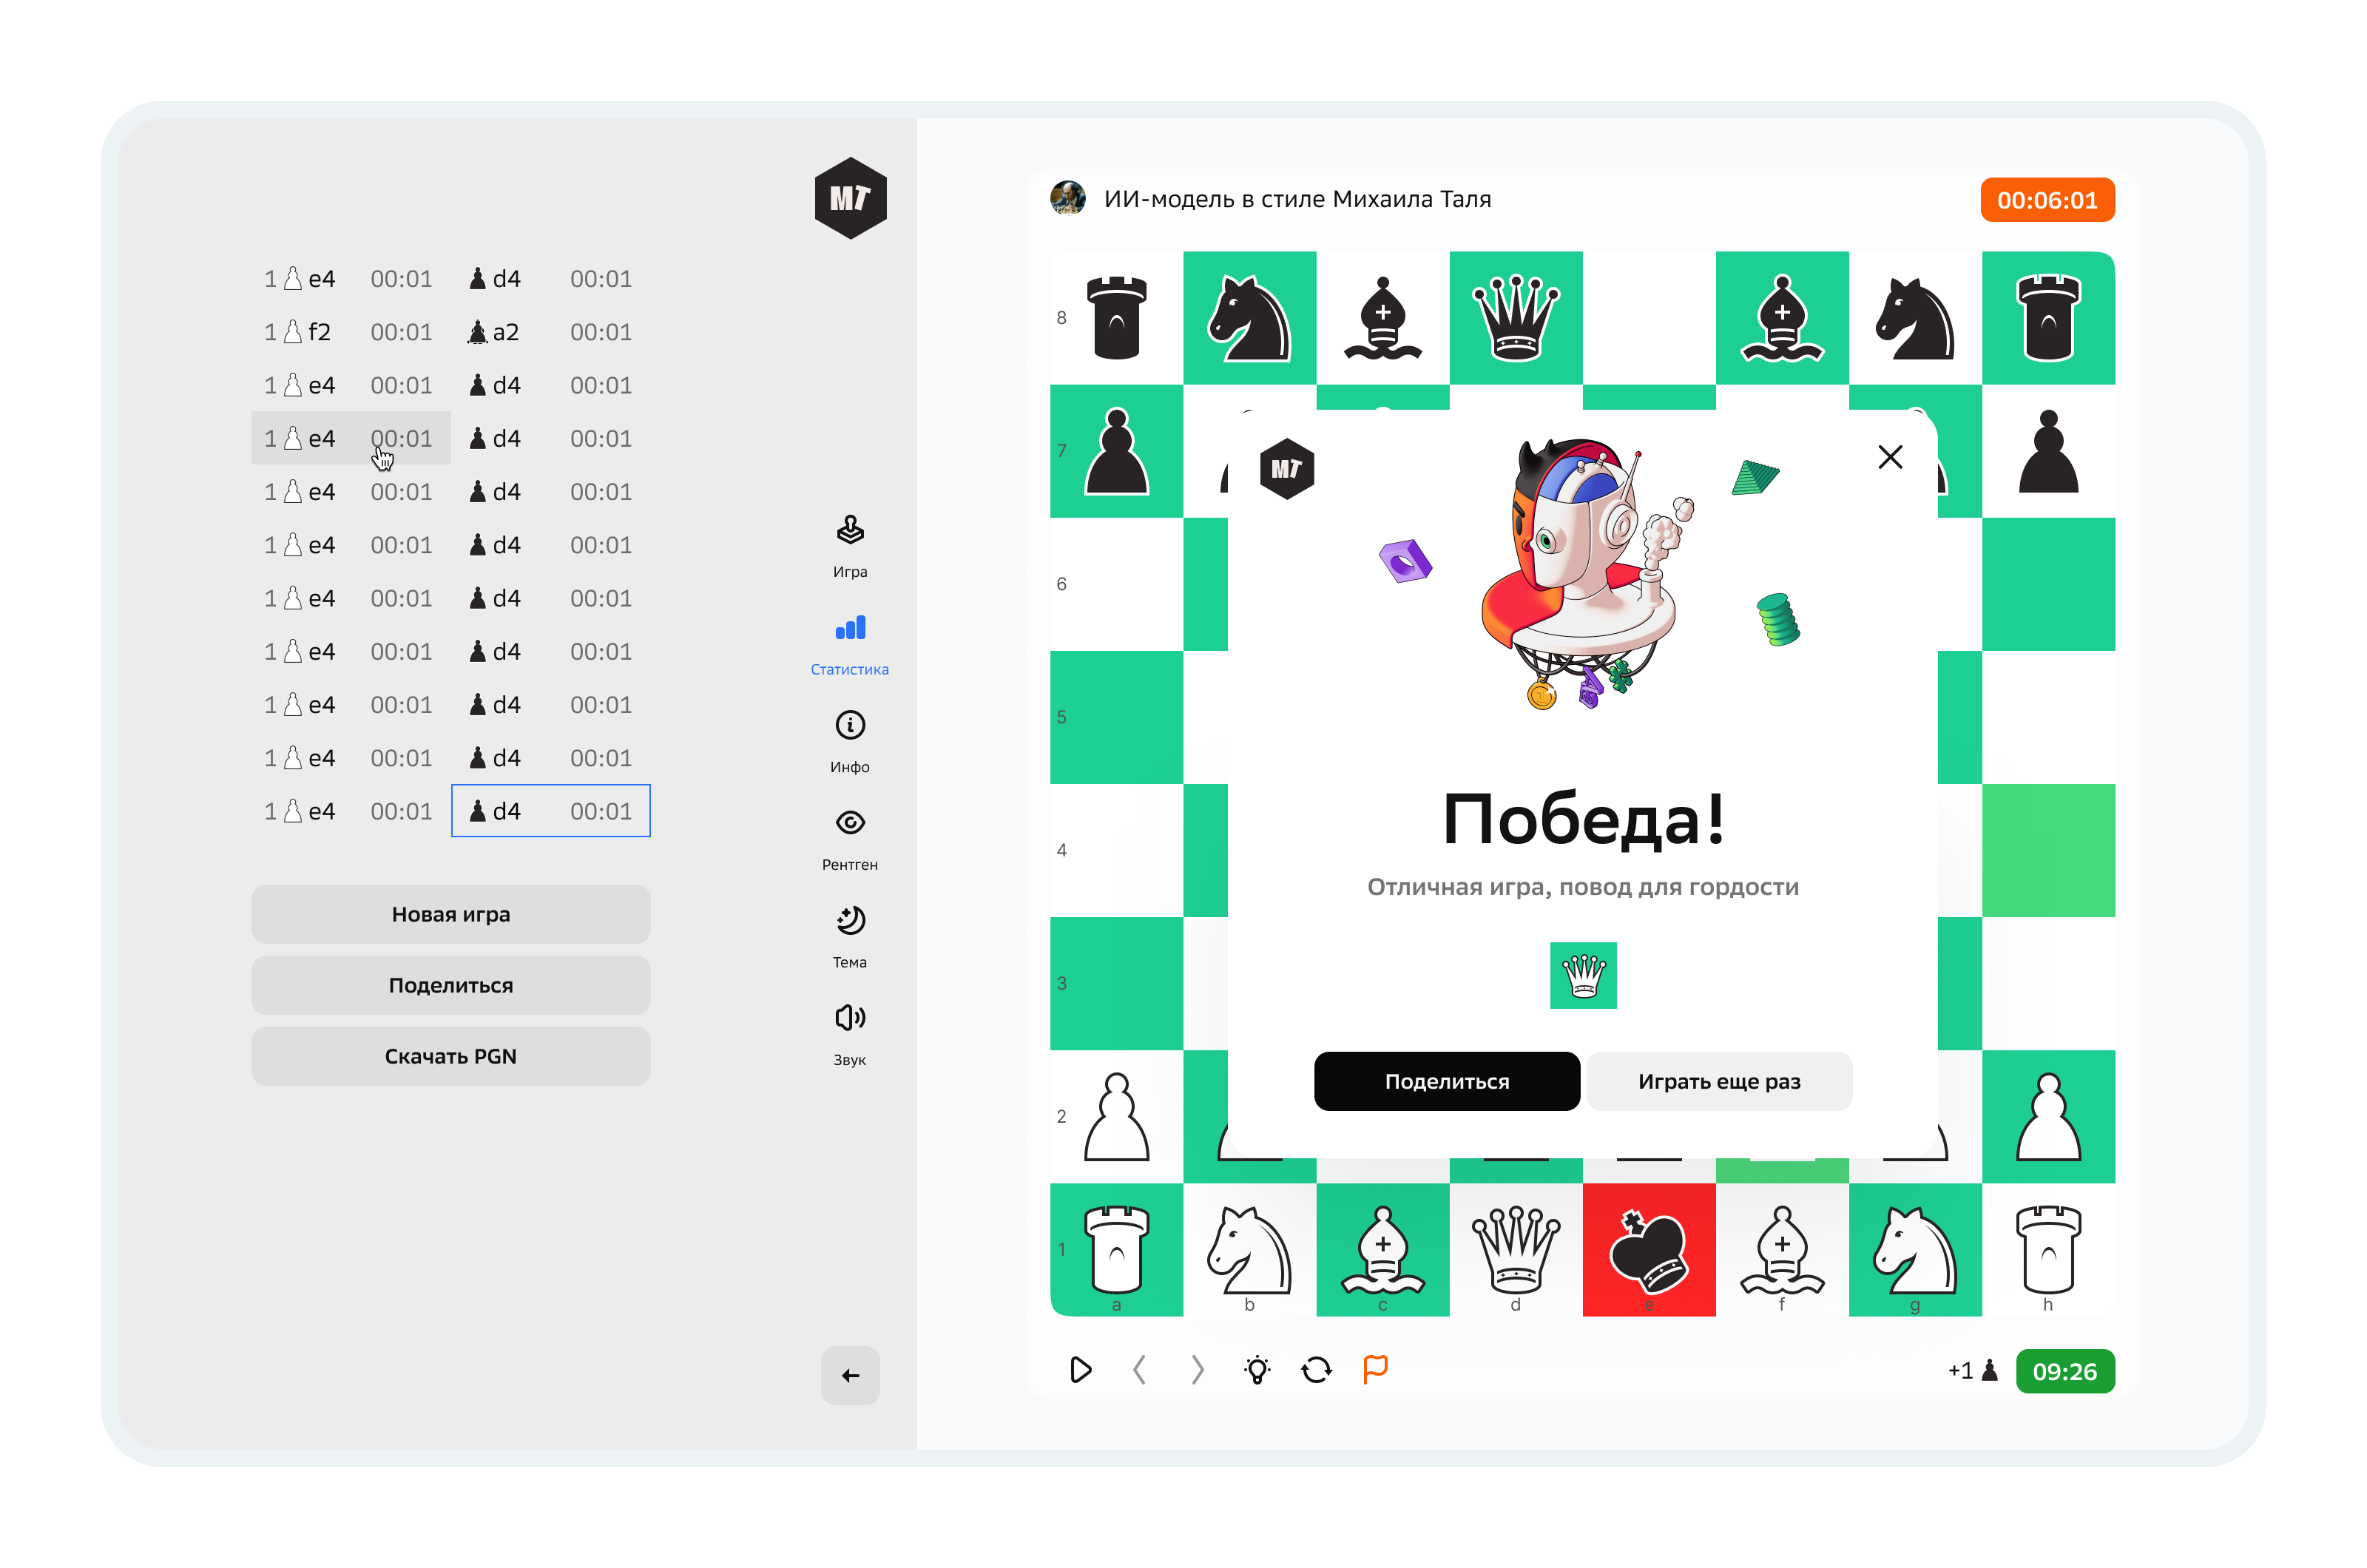 МТ
1 e4 00:01 d4 00:01
1 f2 00:01 a2 00:01
1 e4 00:01 d4 00:01
1 e4 00:01 d4 00:01
1 e4 00:01 d4 00:01
1 e4 00:01 d4 00:01
1 e4 00:01 d4 00:01
1 e4 00:01 d4 00:01
1 e4 00:01 d4 00:01
1 e4 00:01 d4 00:01
1 e4 00:01 d4 00:01
Новая игра
Поделиться
Скачать PGN
Игра
Статистика
Инфо
Рентген
Тема
Звук
ИИ-модель в стиле Михаила Таля
00:06:01
8
7
6
5
4
3
2
1
a b c d e f g h
МТ
Победа!
Отличная игра, повод для гордости
Поделиться
Играть еще раз
+1
09:26